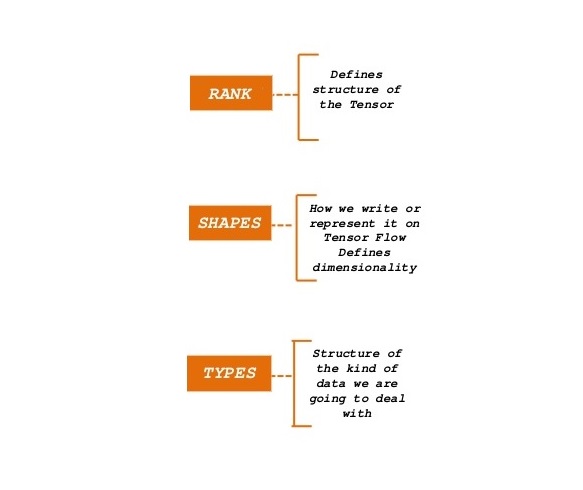 RANK
Defines
structure of
the Tensor
SHAPES
How we write or
represent it on
Tensor Flow
Defines
dimensionality
TYPES
Structure of
the kind of
data we are
going to deal
with